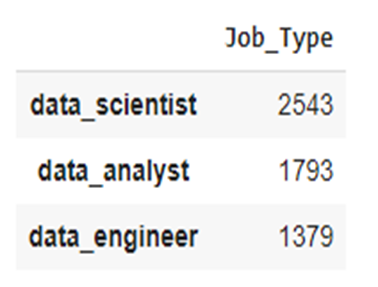 Job_Type
data_scientist 2543
data_analyst 1793
data_engineer 1379